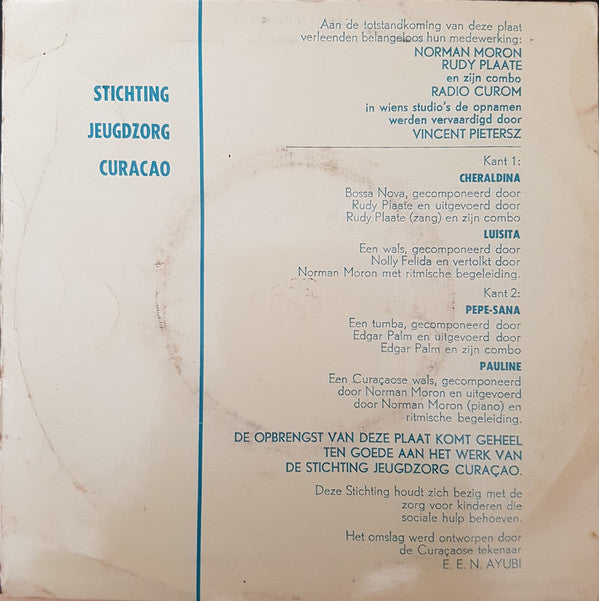 STICHTING
JEUGDZORG
CURACAO
Aan de totstandkoming van deze plaat
verleenden belangeloos hun medewerking:
NORMAN MORON
RUDY PLAATE
en zijn combo
RADIO CUROM
in wiens studio's de opnamen
werden vervaardigd door
VINCENT PIETERSZ
Kant 1:
CHERALDINA
Bossa Nova, gecomponeerd door
Rudy Plaate en uitgevoerd door
Rudy Plaate (zang) en zijn combo
LUISITA
Een wals, gecomponeerd door
Nolly Felida en vertolkt door
Norman Moron met ritmische begeleiding.
Kant 2:
PEPE-SANA
Een tumba, gecomponeerd door
Edgar Palm en uitgevoerd door
Edgar Palm en zijn combo
PAULINE
Een Curaçaose wals, gecomponeerd
door Norman Moron en uitgevoerd
door Norman Moron (piano) en
ritmische begeleiding.
DE OPBRENGST VAN DEZE PLAAT KOMT GEHEEL
TEN GOEDE AAN HET WERK VAN
DE STICHTING JEUGDZORG CURAÇAO.
Deze Stichting houdt zich bezig met de
zorg voor kinderen die
sociale hulp behoeven.
Het omslag werd ontworpen door
de Curaçaose tekenaar
E. E. N. AYUBI